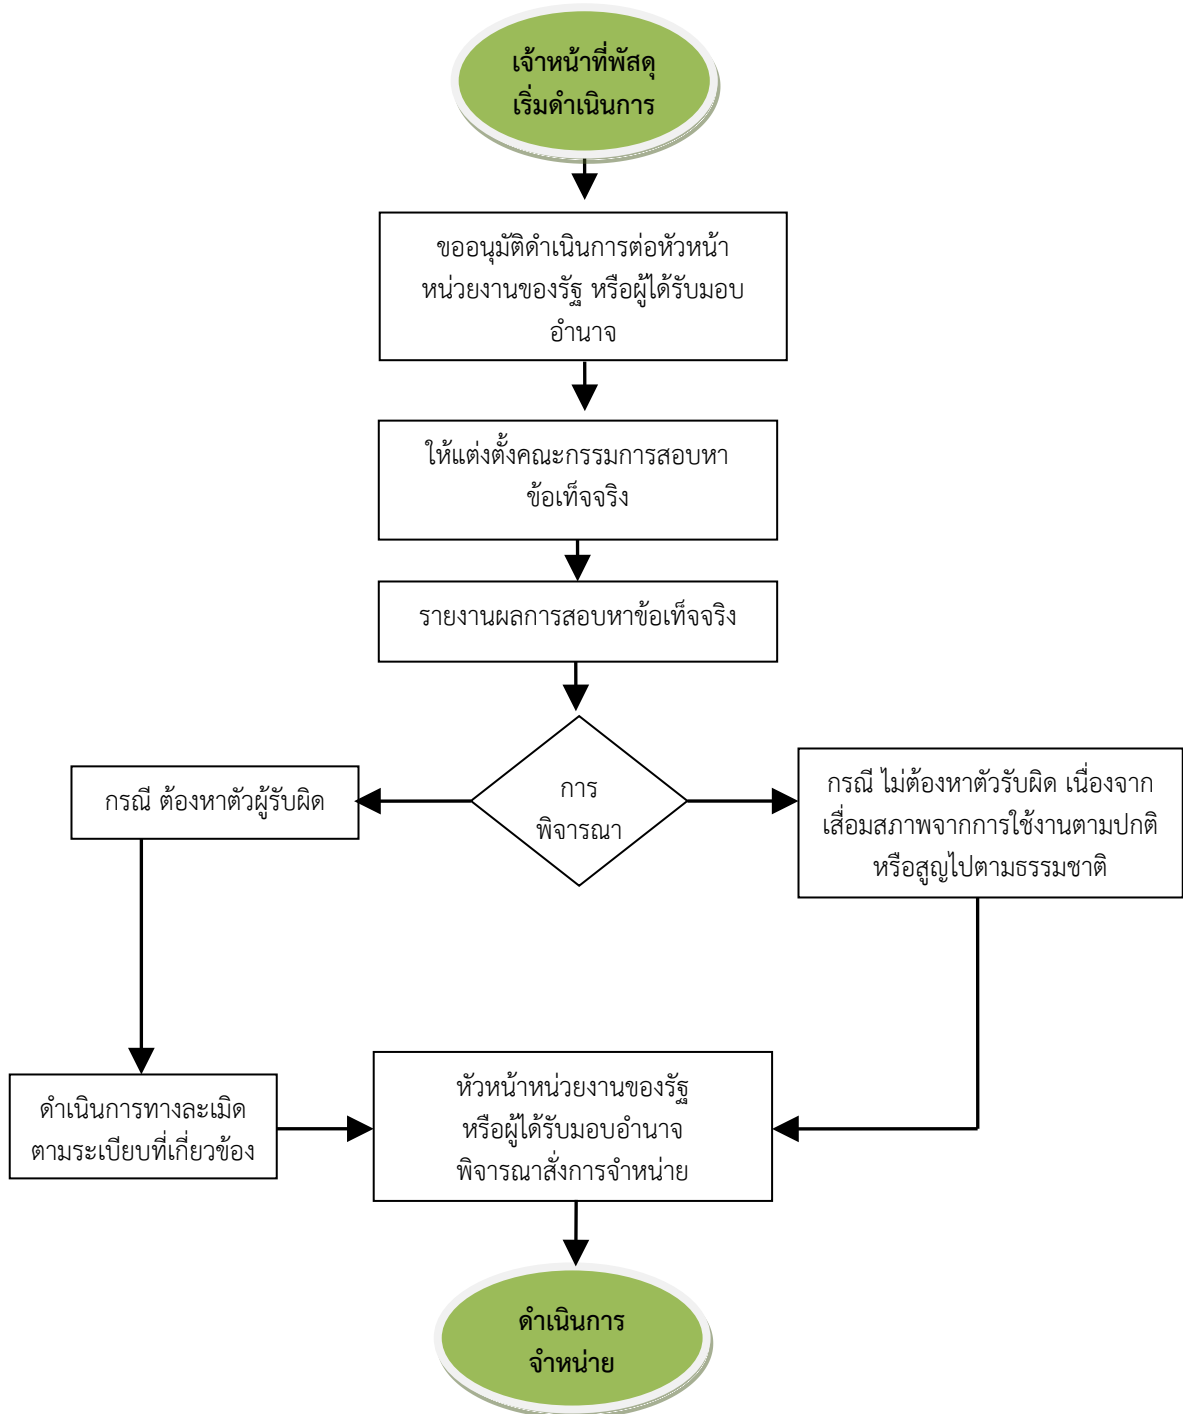 เจ้าหน้าที่พัสดุ
เริ่มดำเนินการ
ขออนุมัติดำเนินการต่อหัวหน้า
หน่วยงานของรัฐ หรือผู้ได้รับมอบ
อำนาจ
ให้แต่งตั้งคณะกรรมการสอบหา
ข้อเท็จจริง
รายงานผลการสอบหาข้อเท็จจริง
การ
พิจารณา
กรณี ต้องหาตัวผู้รับผิด
กรณี ไม่ต้องหาตัวรับผิด เนื่องจาก
เสื่อมสภาพจากการใช้งานตามปกติ
หรือสูญไปตามธรรมชาติ
ดำเนินการทางละเมิด
ตามระเบียบที่เกี่ยวข้อง
หัวหน้าหน่วยงานของรัฐ
หรือผู้ได้รับมอบอำนาจ
พิจารณาสั่งการจำหน่าย
ดำเนินการ
จำหน่าย